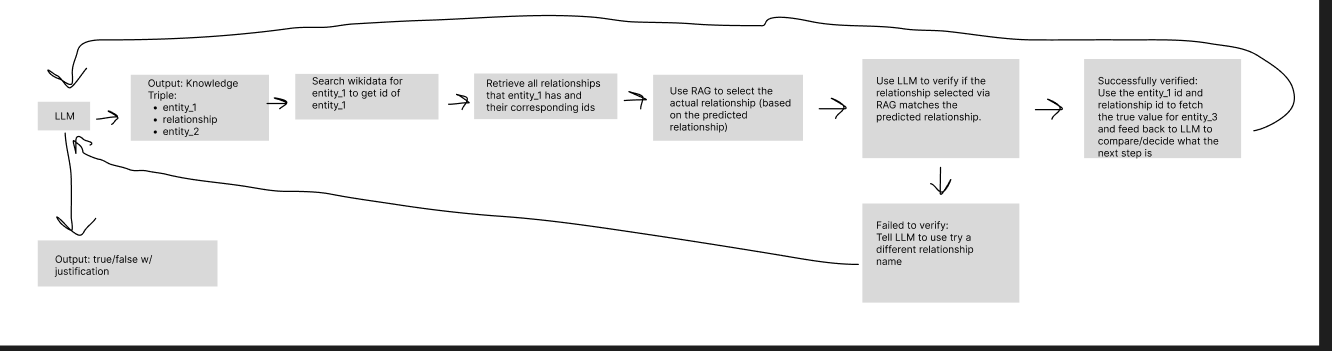 LLM
Output: Knowledge
Triple:
• entity_1
• relationship
• entity_2
Search wikidata for
entity_1 to get id of
entity_1
Retrieve all relationships
that entity_1 has and
their corresponding ids
Use RAG to select the
actual relationship (based
on the predicted
relationship)
Use LLM to verify if the
relationship selected via
RAG matches the
predicted relationship.
Successfully verified:
Use the entity_1 id and
relationship id to fetch
the true value for entity_3
and feed back to LLM to
compare/decide what the
next step is
Failed to verify:
Tell LLM to use try a
different relationship
name
Output: true/false w/
justification